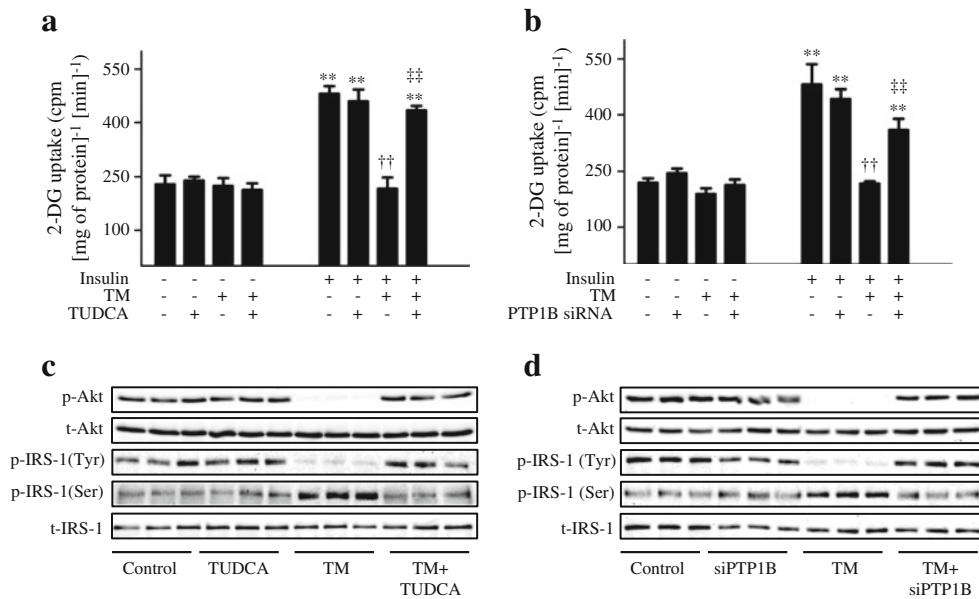 a
2-DG uptake (cpm
[mg of protein]-1 [min]-1)
550
400
250
100
** ** †† ‡‡
**
Insulin - - - - + + + +
TM - - + + - - + +
TUDCA - + - + - + - +
b
2-DG uptake (cpm
[mg of protein]-1 [min]-1)
550
400
250
100
** ** †† ‡‡
**
Insulin - - - - + + + +
TM - - + + - - + +
PTP1B siRNA - + - + - + - +
c
p-Akt
t-Akt
p-IRS-1(Tyr)
p-IRS-1(Ser)
t-IRS-1
Control TUDCA TM TM+
TUDCA
d
p-Akt
t-Akt
p-IRS-1 (Tyr)
p-IRS-1 (Ser)
t-IRS-1
Control siPTP1B TM TM+
siPTP1B